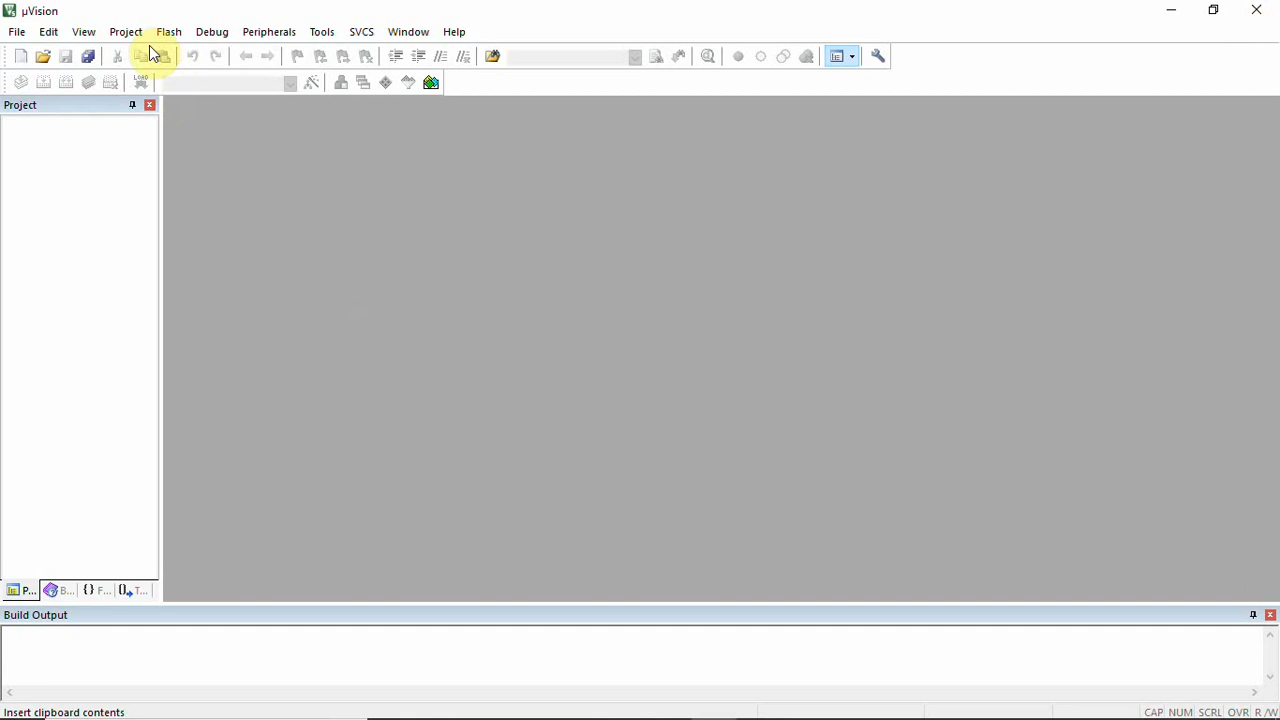 μVision
File Edit View Project Flash Debug Peripherals Tools SVCS Window Help
LOAD
Project
P... B... {} F... {} T...
Build Output
Insert clipboard contents
CAP NUM SCRL OVR R /W